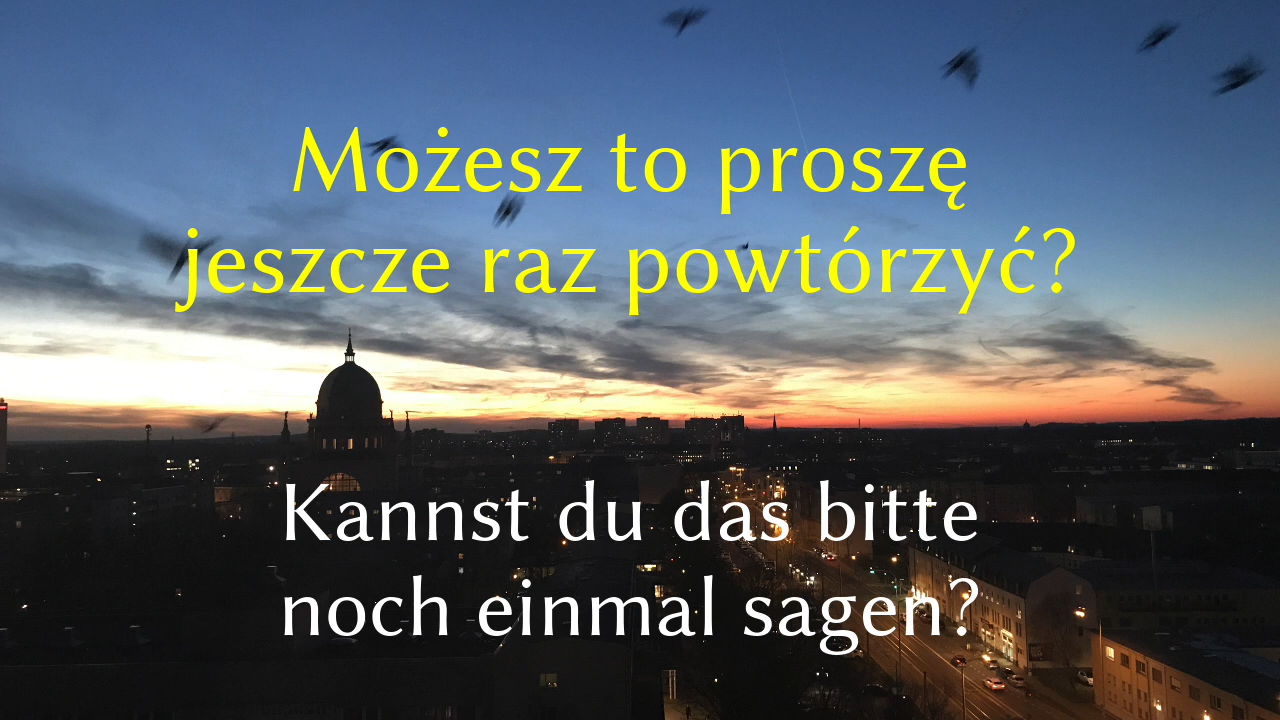 Możesz to proszę
jeszcze raz powtórzyć?
Kannst du das bitte
noch einmal sagen?